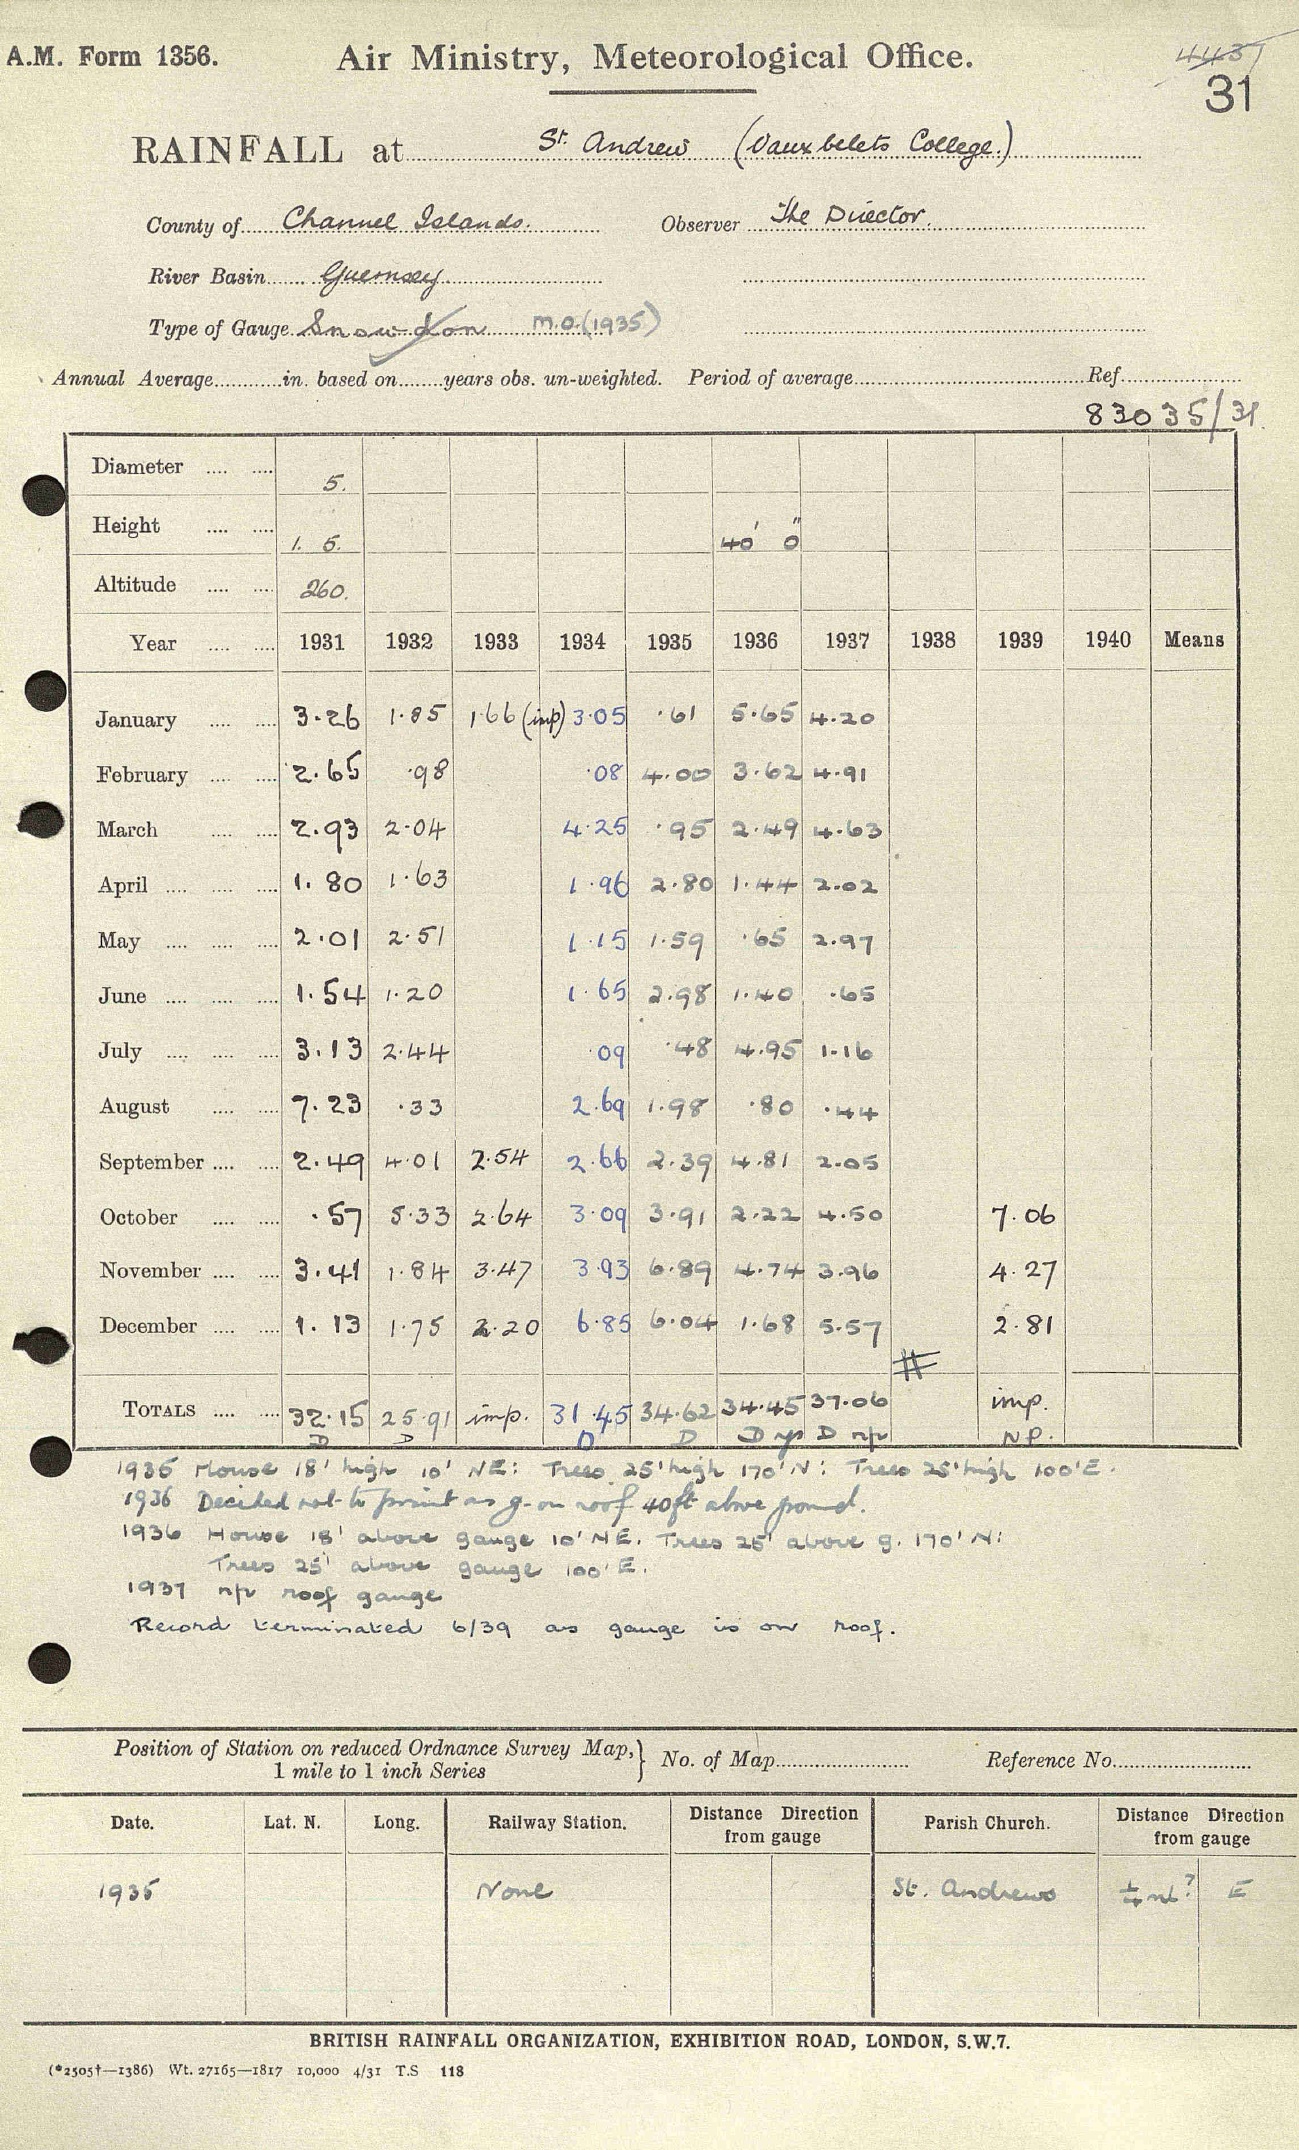 A.M. Form 1356. Air Ministry, Meteorological Office. 4437
31
RAINFALL at St. Andrew (Vauxbelets College.)
County of Channel Islands. Observer The Director.
River Basin Guernsey
Type of Gauge Snowdon M.O. (1935)
Annual Average in. based on years obs. un-weighted. Period of average Ref.
83035/31.
Diameter 5.
Height 1. 5. 40' 0"
Altitude 260.
Year 1931 1932 1933 1934 1935 1936 1937 1938 1939 1940 Means
January 3.26 1.85 1.66 (imp) 3.05 .61 5.65 4.20
February 2.65 .98 .08 4.00 3.62 4.91
March 2.93 2.04 4.25 .95 2.49 4.63
April 1.80 1.63 1.96 2.80 1.44 2.02
May 2.01 2.51 1.15 1.59 .65 2.97
June 1.54 1.20 1.65 2.98 1.40 .65
July 3.13 2.44 .09 .48 4.95 1.16
August 7.23 .33 2.69 1.98 .80 .44
September 2.49 4.01 2.54 2.66 2.39 4.81 2.05
October .57 5.33 2.64 3.09 3.91 2.22 4.50 7.06
November 3.41 1.84 3.47 3.93 6.89 4.74 3.96 4.27
December 1.13 1.75 2.20 6.85 6.04 1.68 5.57 2.81
#
TOTALS 32.15 25.91 imp. 31.45 34.62 34.45 37.06 imp.
D D D D D D np NP.
1935 House 18' high 10' NE: Trees 25' high 170' N: Trees 25' high 100' E.
1936 Decided not to print as g. on roof 40ft above ground.
1936 House 18' above gauge 10' NE. Trees 25' above g. 170' N:
Trees 25' above gauge 100' E.
1937 np roof gauge
Record terminated 6/39 as gauge is on roof.
Position of Station on reduced Ordnance Survey Map, } No. of Map Reference No.
1 mile to 1 inch Series
Date. Lat. N. Long. Railway Station. Distance Direction from gauge Parish Church. Distance Direction from gauge
1935 None St. Andrews ¼ ml? E
BRITISH RAINFALL ORGANIZATION, EXHIBITION ROAD, LONDON, S.W.7.
(*2505†—1386) Wt. 27165—1817 10,000 4/31 T.S 118